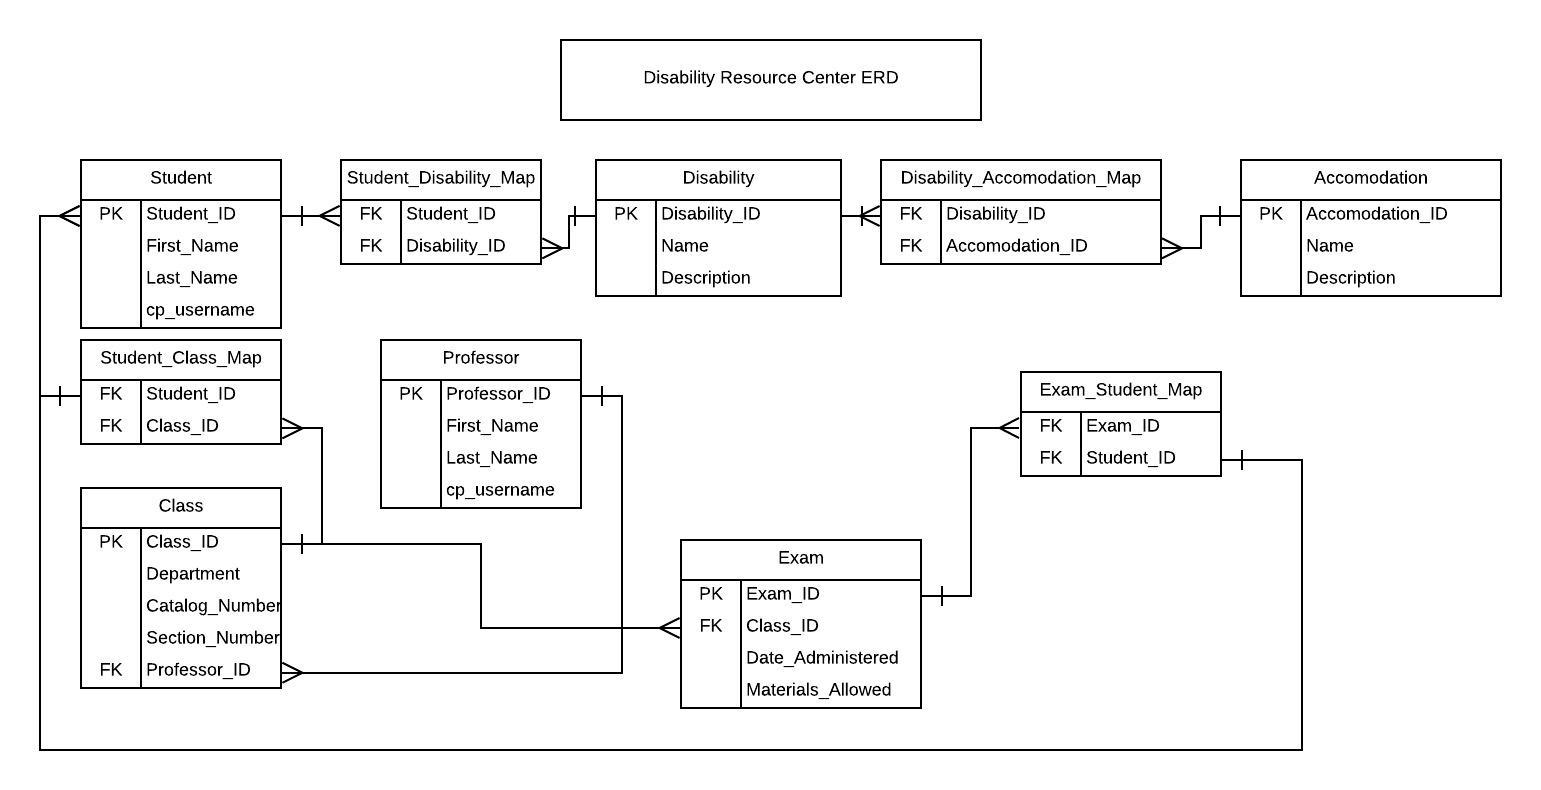 Disability Resource Center ERD
Student
PK Student_ID
First_Name
Last_Name
cp_username
Student_Disability_Map
FK Student_ID
FK Disability_ID
Disability
PK Disability_ID
Name
Description
Disability_Accomodation_Map
FK Disability_ID
FK Accomodation_ID
Accomodation
PK Accomodation_ID
Name
Description
Student_Class_Map
FK Student_ID
FK Class_ID
Professor
PK Professor_ID
First_Name
Last_Name
cp_username
Exam_Student_Map
FK Exam_ID
FK Student_ID
Class
PK Class_ID
Department
Catalog_Number
Section_Number
FK Professor_ID
Exam
PK Exam_ID
FK Class_ID
Date_Administered
Materials_Allowed